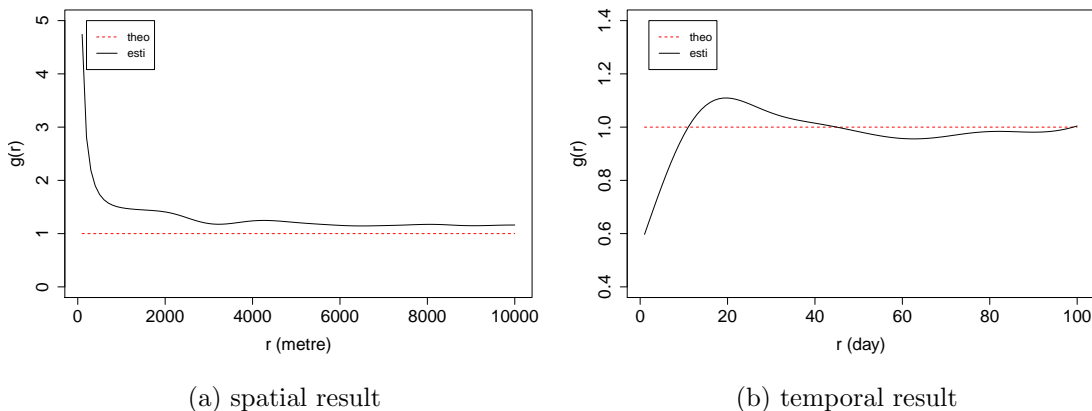 5
4
3
2
1
0
g(r)
theo
esti
0 2000 4000 6000 8000 10000
r (metre)
(a) spatial result
1.4
1.2
1.0
0.8
0.6
0.4
g(r)
theo
esti
0 20 40 60 80 100
r (day)
(b) temporal result